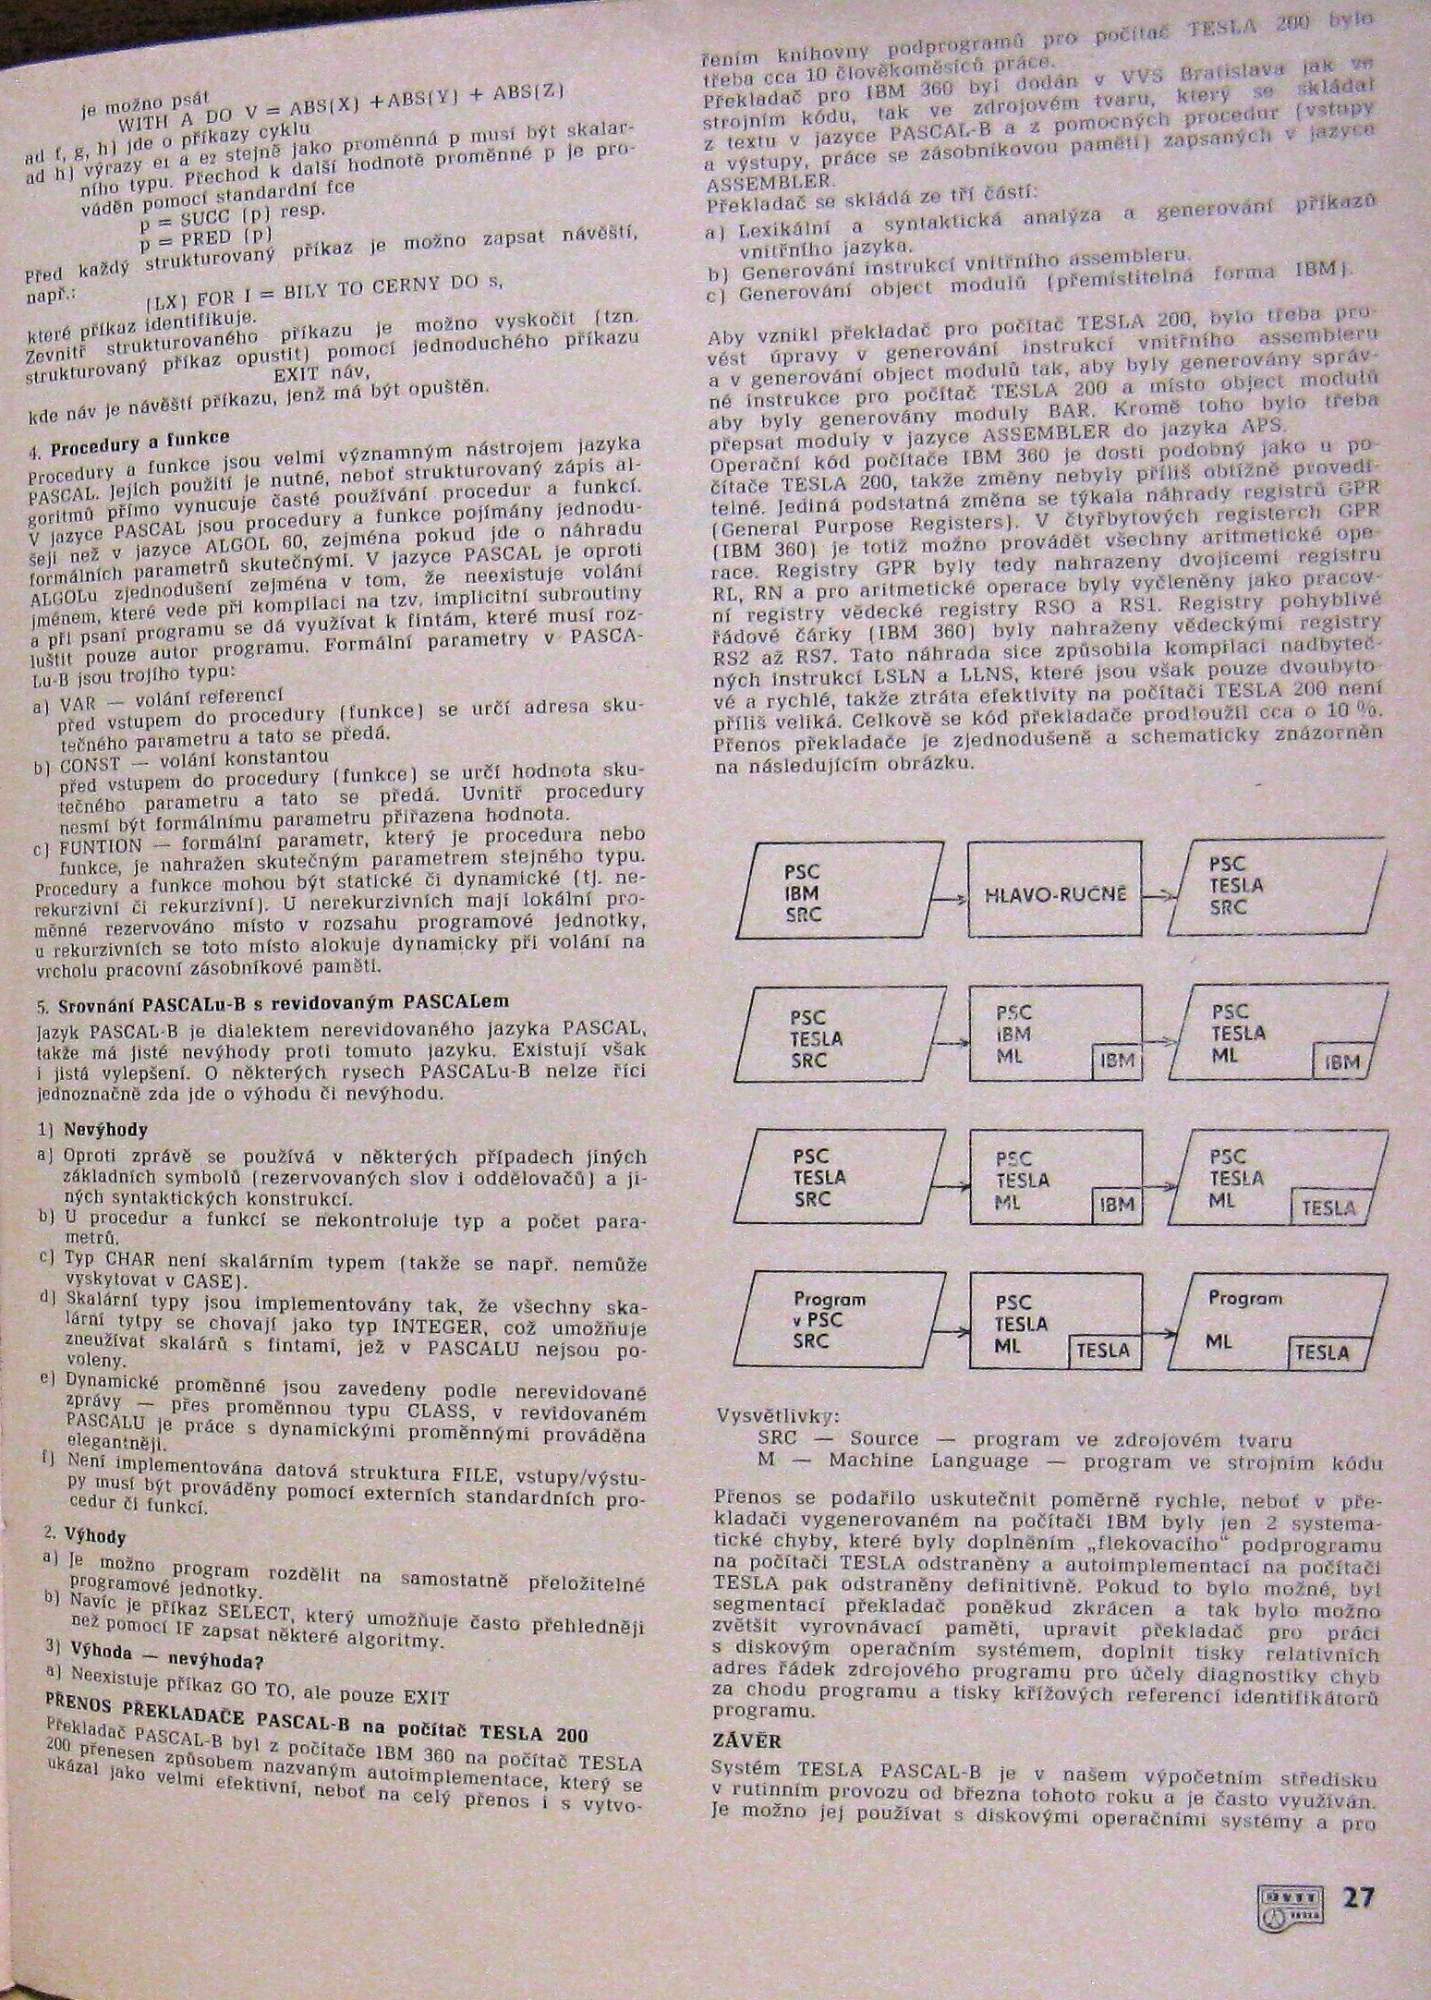 je možno psát
WITH A DO V = ABS(X) + ABS(Y) + ABS(Z)
ad f, g, h) jde o příkazy cyklu
ad h) výrazy e1 a e2 stejně jako proměnná p musí být skalar-
ního typu. Přechod k další hodnotě proměnné p je pro-
váděn pomocí standardní fce
p = SUCC (p) resp.
p = PRED (p)
Před každý strukturovaný příkaz je možno zapsat návěští,
např.:
(LX) FOR I = BILY TO CERNY DO s,
které příkaz identifikuje.
Zevnitř strukturovaného příkazu je možno vyskočit (tzn.
strukturovaný příkaz opustit) pomocí jednoduchého příkazu
EXIT náv,
kde náv je návěští příkazu, jenž má být opuštěn.
4. Procedury a funkce
Procedury a funkce jsou velmi významným nástrojem jazyka
PASCAL. Jejich použití je nutné, neboť strukturovaný zápis al-
goritmů přímo vynucuje časté používání procedur a funkcí.
V jazyce PASCAL jsou procedury a funkce pojímány jednodu-
šeji než v jazyce ALGOL 60, zejména pokud jde o náhradu
formálních parametrů skutečnými. V jazyce PASCAL je oproti
ALGOLu zjednodušení zejména v tom, že neexistuje volání
jménem, které vede při kompilaci na tzv. implicitní subroutiny
a při psaní programu se dá využívat k fintám, které musí roz-
luštit pouze autor programu. Formální parametry v PASCA-
Lu-B jsou trojího typu:
a) VAR — volání referencí
před vstupem do procedury (funkce) se určí adresa sku-
tečného parametru a tato se předá.
b) CONST — volání konstantou
před vstupem do procedury (funkce) se určí hodnota sku-
tečného parametru a tato se předá. Uvnitř procedury
nesmí být formálnímu parametru přiřazena hodnota.
c) FUNTION — formální parametr, který je procedura nebo
funkce, je nahražen skutečným parametrem stejného typu.
Procedury a funkce mohou být statické či dynamické (tj. ne-
rekurzivní či rekurzivní). U nerekurzivních mají lokální pro-
měnné rezervováno místo v rozsahu programové jednotky,
u rekurzivních se toto místo alokuje dynamicky při volání na
vrcholu pracovní zásobníkové paměti.
5. Srovnání PASCALu-B s revidovaným PASCALem
Jazyk PASCAL-B je dialektem nerevidovaného jazyka PASCAL,
takže má jisté nevýhody proti tomuto jazyku. Existují však
i jistá vylepšení. O některých rysech PASCALu-B nelze říci
jednoznačně zda jde o výhodu či nevýhodu.
1) Nevýhody
a) Oproti zprávě se používá v některých případech jiných
základních symbolů (rezervovaných slov i oddělovačů) a ji-
ných syntaktických konstrukcí.
b) U procedur a funkcí se nekontroluje typ a počet para-
metrů.
c) Typ CHAR není skalárním typem (takže se např. nemůže
vyskytovat v CASE).
d) Skalární typy jsou implementovány tak, že všechny ska-
lární tytpy se chovají jako typ INTEGER, což umožňuje
zneužívat skalárů s fintami, jež v PASCALU nejsou po-
voleny.
e) Dynamické proměnné jsou zavedeny podle nerevidované
zprávy — přes proměnnou typu CLASS, v revidovaném
PASCALU je práce s dynamickými proměnnými prováděna
elegantněji.
f) Není implementována datová struktura FILE, vstupy/výstu-
py musí být prováděny pomocí externích standardních pro-
cedur či funkcí.
2. Výhody
a) Je možno program rozdělit na samostatně přeložitelné
programové jednotky.
b) Navíc je příkaz SELECT, který umožňuje často přehledněji
než pomocí IF zapsat některé algoritmy.
3) Výhoda — nevýhoda?
a) Neexistuje příkaz GO TO, ale pouze EXIT
PŘENOS PŘEKLADAČE PASCAL-B na počítač TESLA 200
Překladač PASCAL-B byl z počítače IBM 360 na počítač TESLA
200 přenesen způsobem nazvaným autoimplementace, který se
ukázal jako velmi efektivní, neboť na celý přenos i s vytvo-
řením knihovny podprogramů pro počítač TESLA 200 bylo
třeba cca 10 člověkoměsíců práce.
Překladač pro IBM 360 byl dodán v VVS Bratislava jak ve
strojním kódu, tak ve zdrojovém tvaru, který se skládal
z textu v jazyce PASCAL-B a z pomocných procedur (vstupy
a výstupy, práce se zásobníkovou pamětí) zapsaných v jazyce
ASSEMBLER.
Překladač se skládá ze tří částí:
a) Lexikální a syntaktická analýza a generování příkazů
vnitřního jazyka.
b) Generování instrukcí vnitřního assembleru.
c) Generování object modulů (přemístitelná forma IBM).
Aby vznikl překladač pro počítač TESLA 200, bylo třeba pro-
vést úpravy v generování instrukcí vnitřního assembleru
a v generování object modulů tak, aby byly generovány správ-
né instrukce pro počítač TESLA 200 a místo object modulů
aby byly generovány moduly BAR. Kromě toho bylo třeba
přepsat moduly v jazyce ASSEMBLER do jazyka APS.
Operační kód počítače IBM 360 je dosti podobný jako u po-
čítače TESLA 200, takže změny nebyly příliš obtížně provedi-
telné. Jediná podstatná změna se týkala náhrady registrů GPR
(General Purpose Registers). V čtyřbytových registerch GPR
(IBM 360) je totiž možno provádět všechny aritmetické ope-
race. Registry GPR byly tedy nahrazeny dvojicemi registru
RL, RN a pro aritmetické operace byly vyčleněny jako pracov-
ní registry vědecké registry RSO a RS1. Registry pohyblivé
řádové čárky (IBM 360) byly nahraženy vědeckými registry
RS2 až RS7. Tato náhrada sice způsobila kompilaci nadbyteč-
ných instrukcí LSLN a LLNS, které jsou však pouze dvoubyto-
vé a rychlé, takže ztráta efektivity na počítači TESLA 200 není
příliš veliká. Celkově se kód překladače prodloužil cca o 10 %.
Přenos překladače je zjednodušeně a schematicky znázorněn
na následujícím obrázku.
PSC
IBM
SRC
HLAVO-RUČNĚ
PSC
TESLA
SRC
PSC
TESLA
SRC
PSC
IBM
ML
IBM
PSC
TESLA
ML
IBM
PSC
TESLA
SRC
PSC
TESLA
ML
IBM
PSC
TESLA
ML
TESLA
Program
v PSC
SRC
PSC
TESLA
ML
TESLA
Program
ML
TESLA
Vysvětlivky:
SRC — Source — program ve zdrojovém tvaru
M — Machine Language — program ve strojním kódu
Přenos se podařilo uskutečnit poměrně rychle, neboť v pře-
kladači vygenerovaném na počítači IBM byly jen 2 systema-
tické chyby, které byly doplněním „flekovacího“ podprogramu
na počítači TESLA odstraněny a autoimplementací na počítači
TESLA pak odstraněny definitivně. Pokud to bylo možné, byl
segmentací překladač poněkud zkrácen a tak bylo možno
zvětšit vyrovnávací paměti, upravit překladač pro práci
s diskovým operačním systémem, doplnit tisky relativních
adres řádek zdrojového programu pro účely diagnostiky chyb
za chodu programu a tisky křížových referencí identifikátorů
programu.
ZÁVĚR
Systém TESLA PASCAL-B je v našem výpočetním středisku
v rutinním provozu od března tohoto roku a je často využíván.
Je možno jej používat s diskovými operačními systémy a pro
TESLA
27